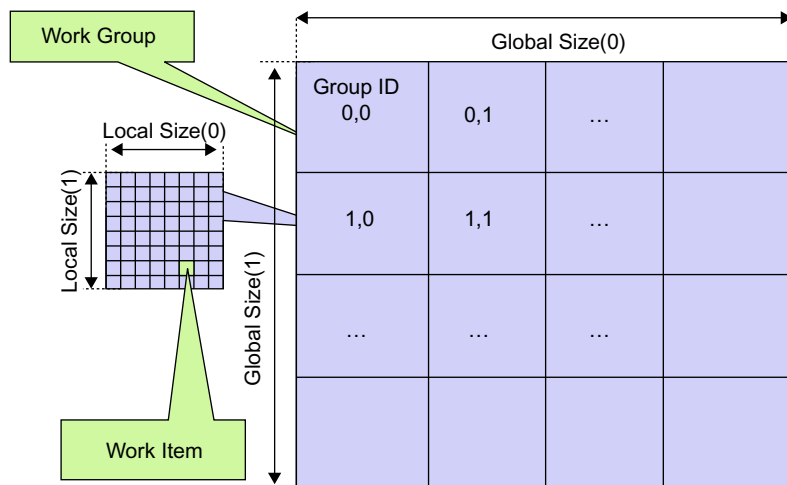 Work Group
Global Size(0)
Group ID
0,0
0,1
...
Local Size(0)
Local Size(1)
1,0
1,1
...
Global Size(1)
...
...
...
Work Item